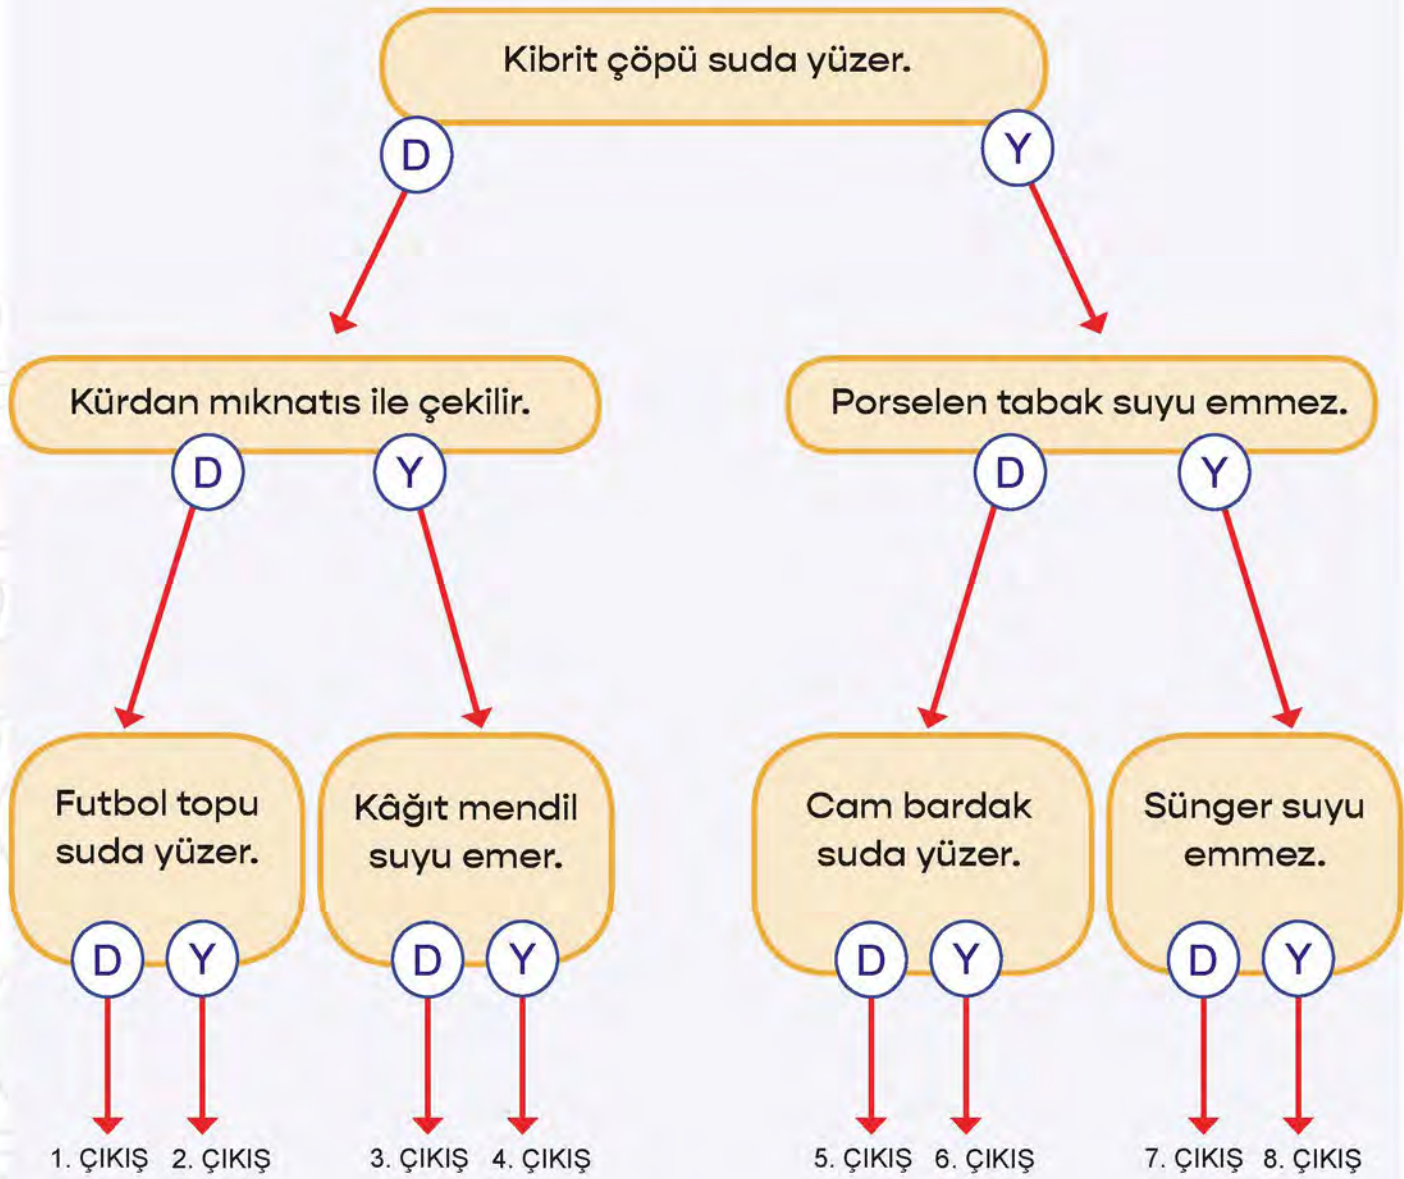 Kibrit çöpü suda yüzer.
D
Y
Kürdan mıknatıs ile çekilir.
Porselen tabak suyu emmez.
D
Y
D
Y
Futbol topu
suda yüzer.
Kâğıt mendil
suyu emer.
Cam bardak
suda yüzer.
Sünger suyu
emmez.
D
Y
D
Y
D
Y
D
Y
1. ÇIKIŞ
2. ÇIKIŞ
3. ÇIKIŞ
4. ÇIKIŞ
5. ÇIKIŞ
6. ÇIKIŞ
7. ÇIKIŞ
8. ÇIKIŞ